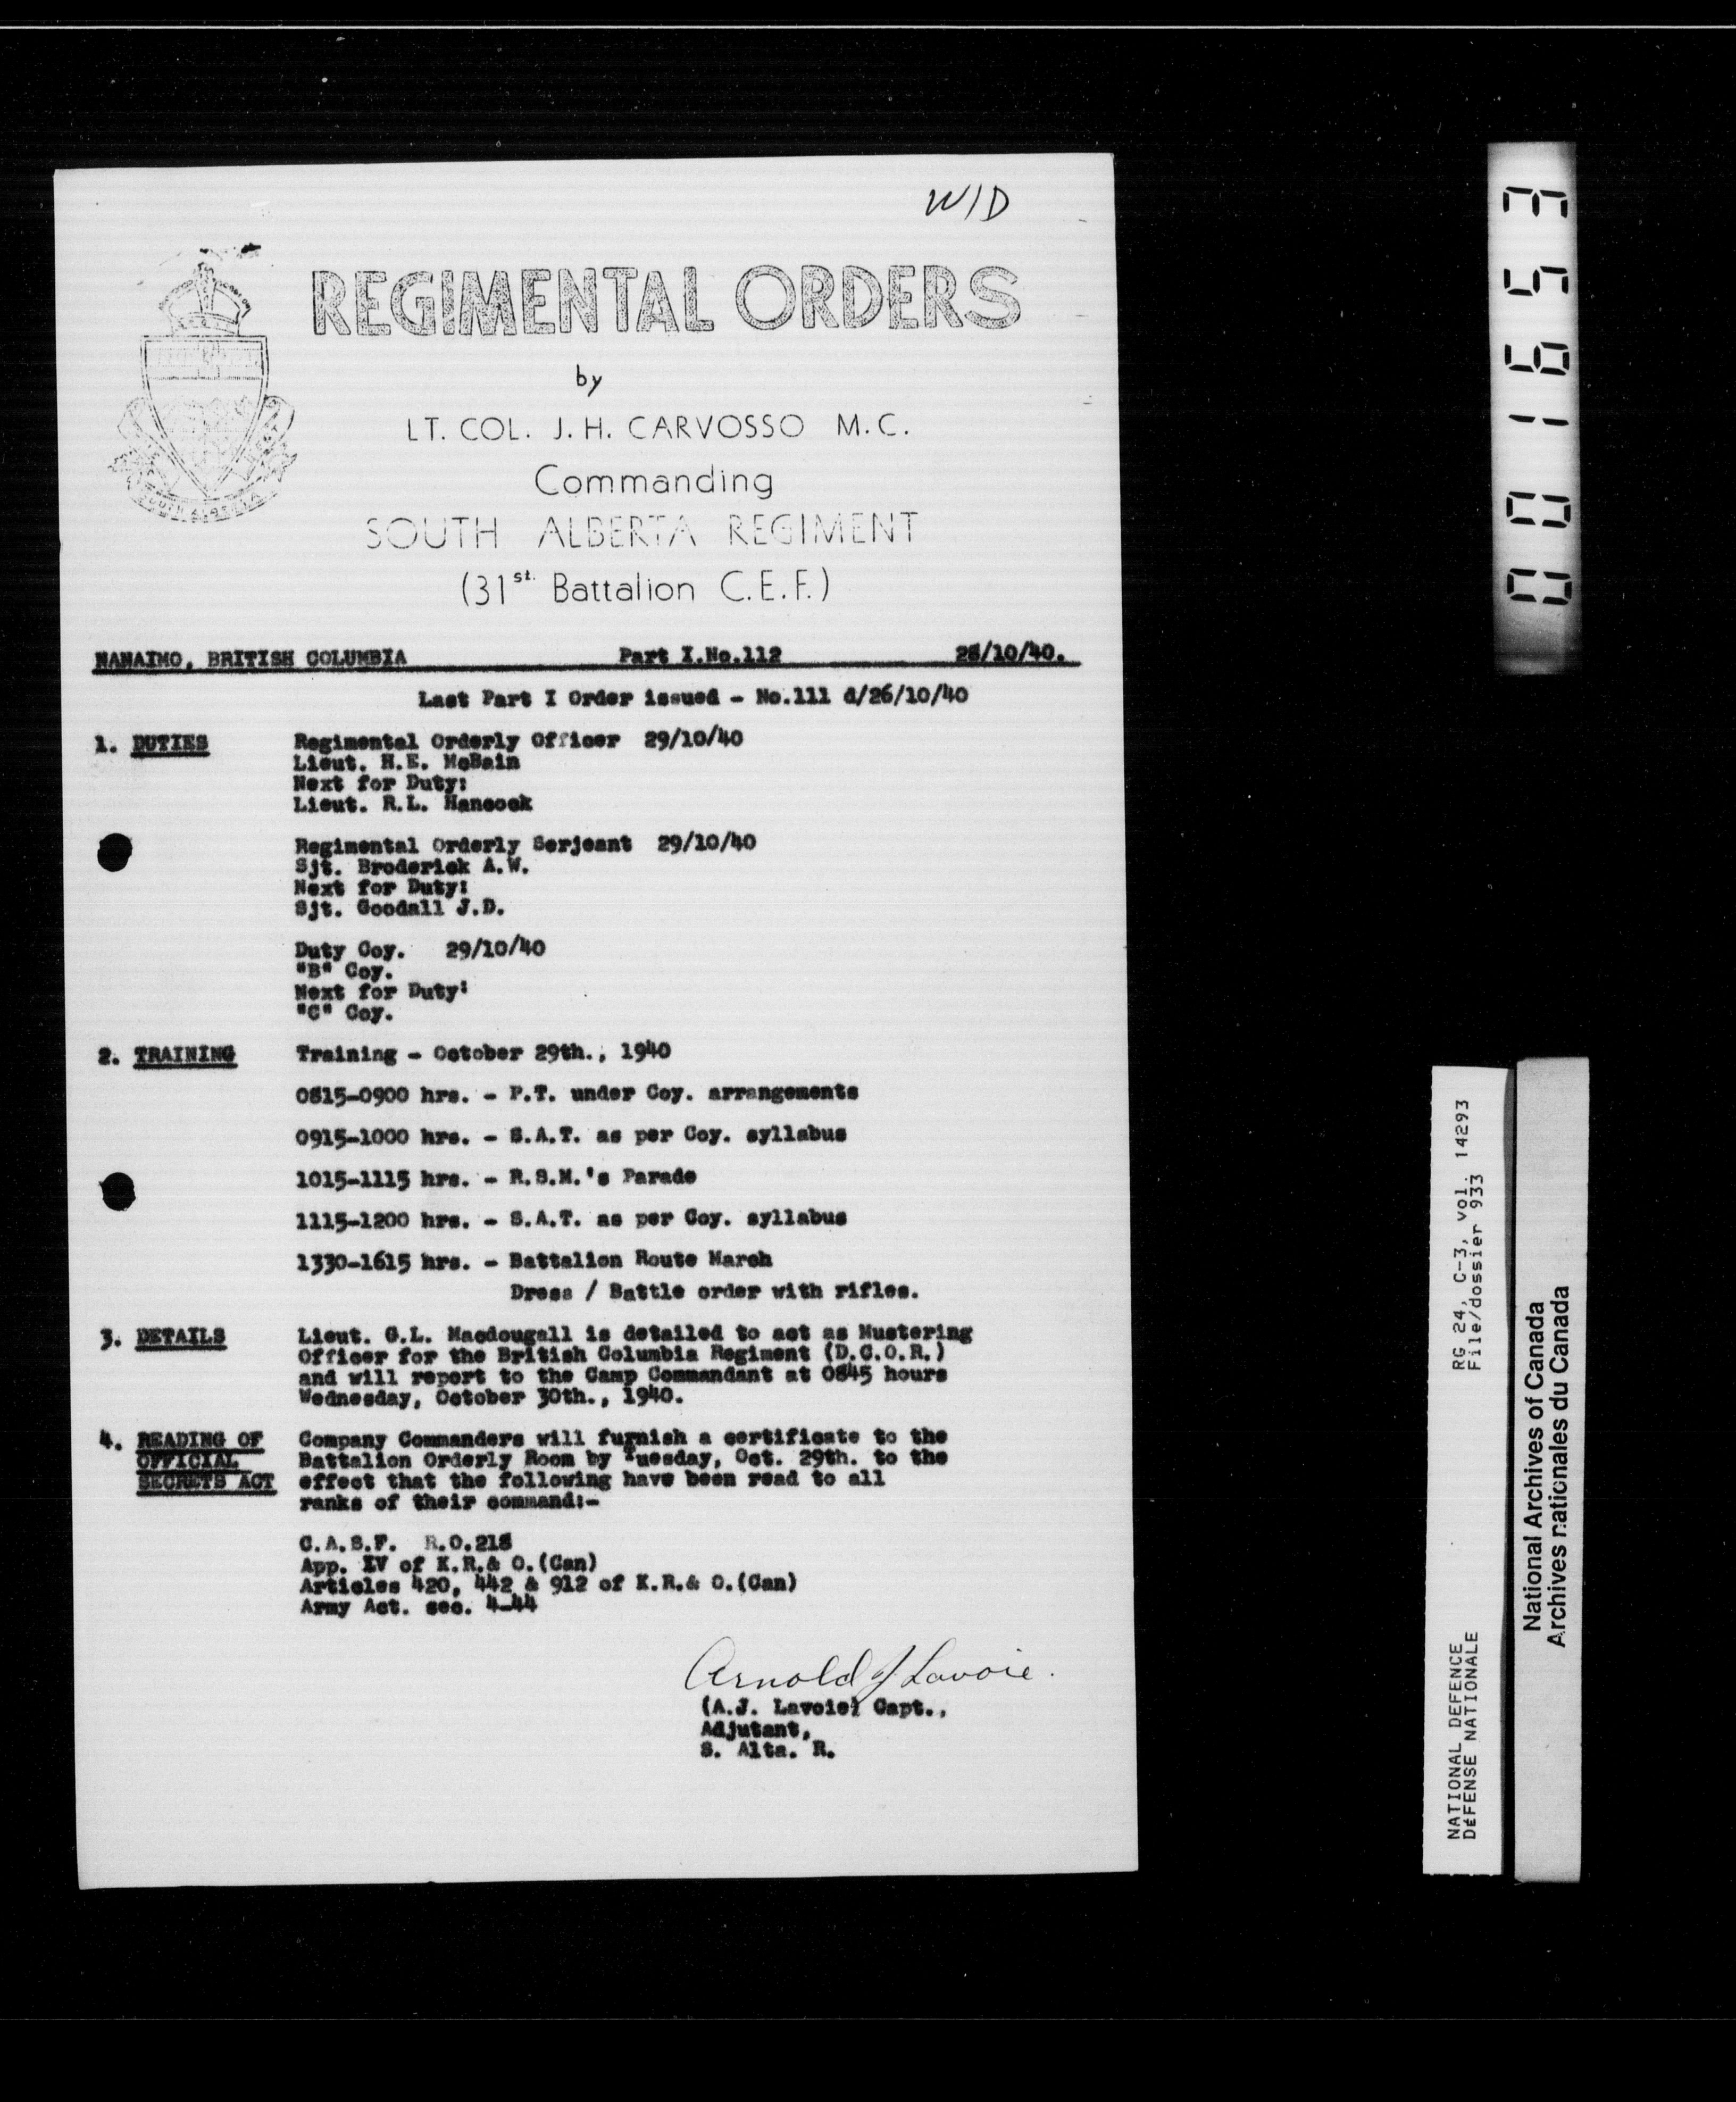 W/D
REGIMENTAL ORDERS
by
LT. COL. J. H. CARVOSSO M.C.
Commanding
SOUTH ALBERTA REGIMENT
(31st. Battalion C.E.F.)
SOUTH ALBERTA
NANAIMO, BRITISH COLUMBIA Part I.No.112 28/10/40.
Last Part I Order issued - No.111 d/26/10/40
1. DUTIES Regimental Orderly Officer 29/10/40
Lieut. H.E. McBain
Next for Duty:
Lieut. R.L. Hancock
Regimental Orderly Serjeant 29/10/40
Sjt. Broderick A.W.
Next for Duty:
Sjt. Goodall J.D.
Duty Coy. 29/10/40
"B" Coy.
Next for Duty:
"C" Coy.
2. TRAINING Training - October 29th., 1940
0815-0900 hrs. - P.T. under Coy. arrangements
0915-1000 hrs. - S.A.T. as per Coy. syllabus
1015-1115 hrs. - R.S.M.'s Parade
1115-1200 hrs. - S.A.T. as per Coy. syllabus
1330-1615 hrs. - Battalion Route March
Dress / Battle order with rifles.
3. DETAILS Lieut. G.L. Macdougall is detailed to act as Mustering
Officer for the British Columbia Regiment (D.C.O.R.)
and will report to the Camp Commandant at 0845 hours
Wednesday, October 30th., 1940.
4. READING OF Company Commanders will furnish a certificate to the
OFFICIAL Battalion Orderly Room by Tuesday, Oct. 29th. to the
SECRETS ACT effect that the following have been read to all
ranks of their command:-
C.A.S.F. R.O.218
App. IV of K.R.& O.(Can)
Articles 420, 442 & 912 of K.R.& O.(Can)
Army Act. sec. 4-44
Arnold J Lavoie.
(A.J. Lavoie) Capt.,
Adjutant,
S. Alta. R.
0001653
NATIONAL DEFENCE RG 24, C-3, vol. 14293
DÉFENSE NATIONALE File/dossier 933
National Archives of Canada
Archives nationales du Canada